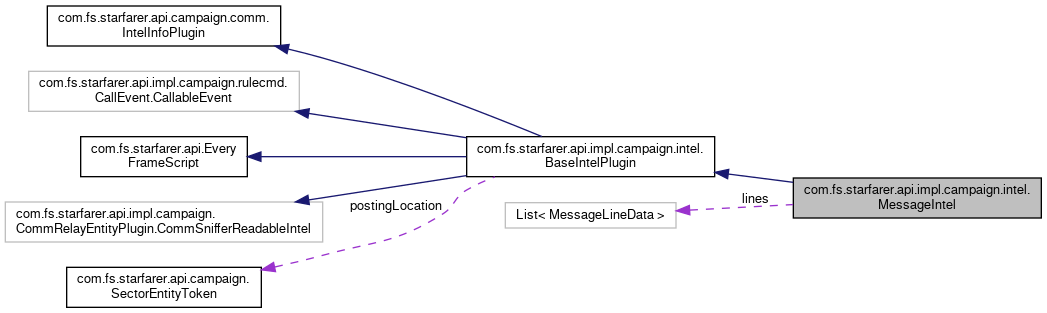 com.fs.starfarer.api.campaign.comm.
IntelInfoPlugin
com.fs.starfarer.api.impl.campaign.rulecmd.
CallEvent.CallableEvent
com.fs.starfarer.api.Every
FrameScript
com.fs.starfarer.api.impl.campaign.intel.
BaseIntelPlugin
com.fs.starfarer.api.impl.campaign.intel.
MessageIntel
com.fs.starfarer.api.impl.campaign.
CommRelayEntityPlugin.CommSnifferReadableIntel
postingLocation
List< MessageLineData >
lines
com.fs.starfarer.api.campaign.
SectorEntityToken